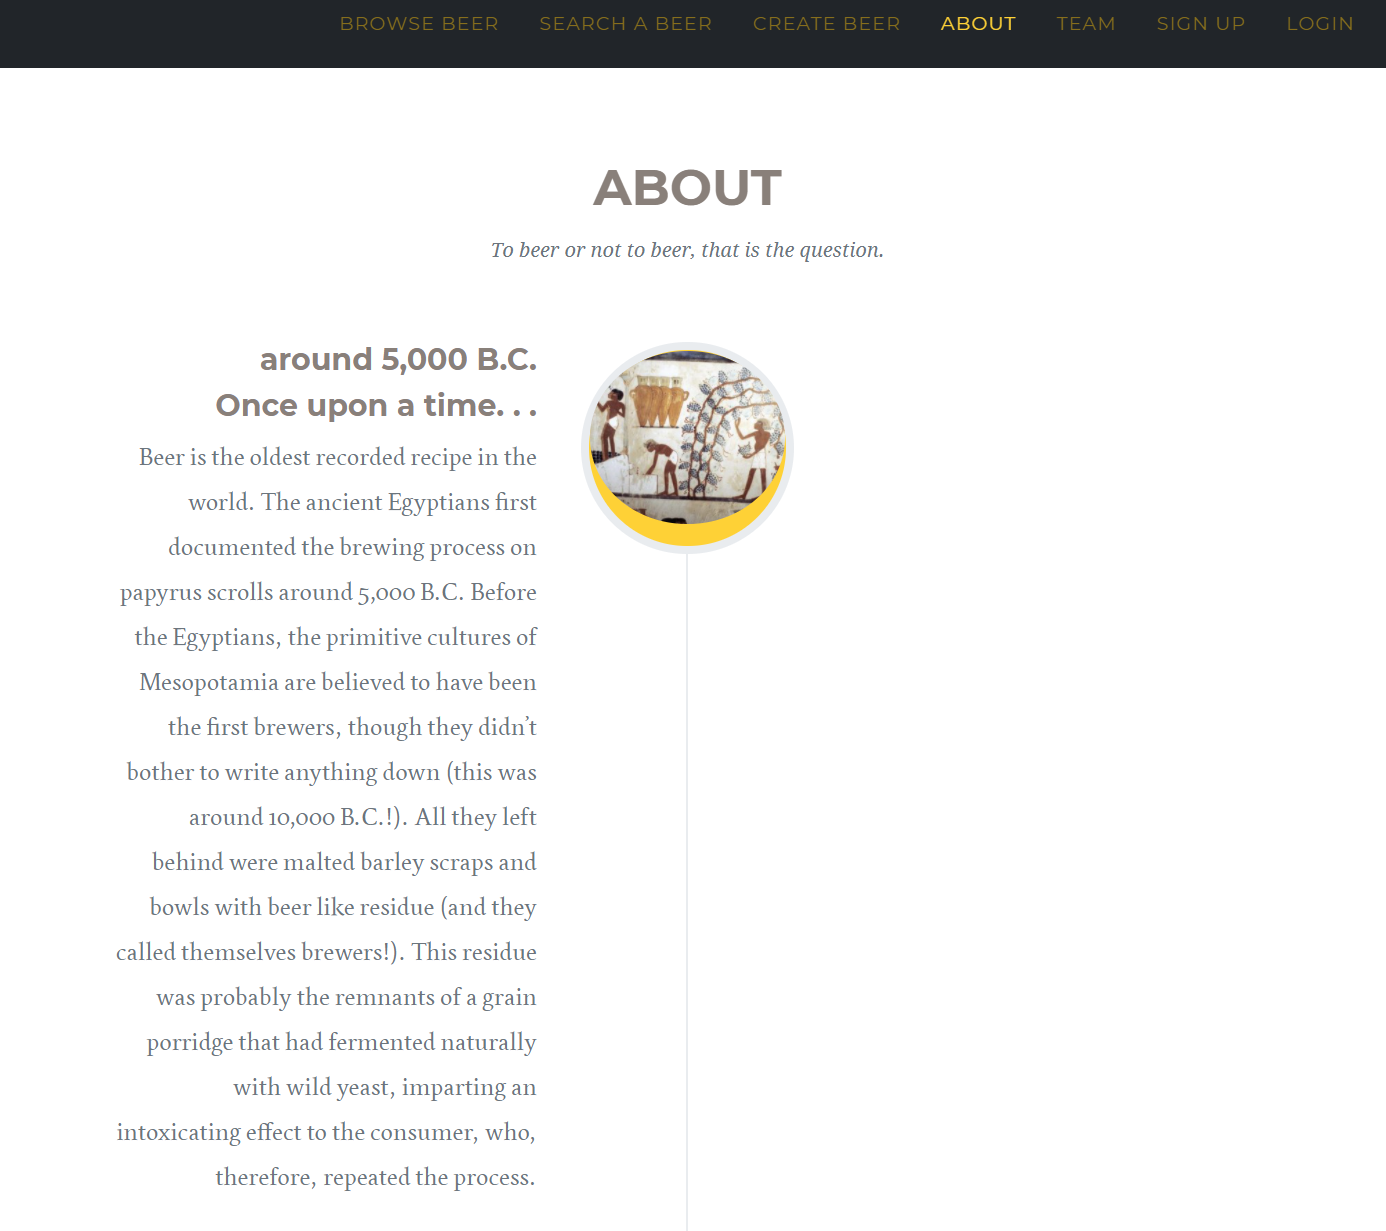 BROWSE BEER SEARCH A BEER CREATE BEER ABOUT TEAM SIGN UP LOGIN
ABOUT
To beer or not to beer, that is the question.
around 5,000 B.C.
Once upon a time. . .
Beer is the oldest recorded recipe in the
world. The ancient Egyptians first
documented the brewing process on
papyrus scrolls around 5,000 B.C. Before
the Egyptians, the primitive cultures of
Mesopotamia are believed to have been
the first brewers, though they didn’t
bother to write anything down (this was
around 10,000 B.C.!). All they left
behind were malted barley scraps and
bowls with beer like residue (and they
called themselves brewers!). This residue
was probably the remnants of a grain
porridge that had fermented naturally
with wild yeast, imparting an
intoxicating effect to the consumer, who,
therefore, repeated the process.